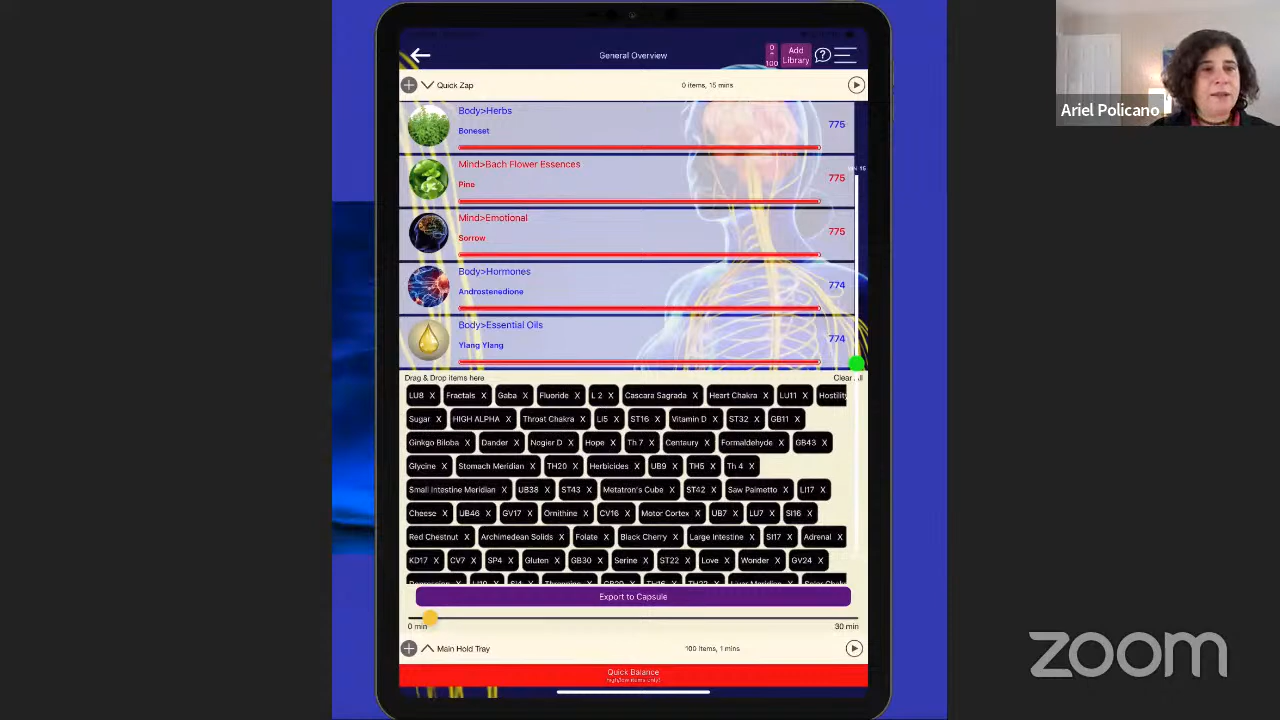 General Overview
0
100
Add
Library
Quick Zap
0 items, 15 mins
Body>Herbs
Boneset
775
Mind>Bach Flower Essences
Pine
775
Mind>Emotional
Sorrow
775
Body>Hormones
Androstenedione
774
Body>Essential Oils
Ylang Ylang
774
Drag & Drop items here
LU8 X Fractals X Gaba X Fluoride X L 2 X Cascara Sagrada X Heart Chakra X LU11 X Hostility
Sugar X HIGH ALPHA X Throat Chakra X LI5 X ST16 X Vitamin D X ST32 X GB11 X
Ginkgo Biloba X Dander X Nogier D X Hope X Th 7 X Centaury X Formaldehyde X GB43 X
Glycine X Stomach Meridian X TH20 X Herbicides X UB9 X TH5 X Th 4 X
Small Intestine Meridian X UB38 X ST43 X Metatron's Cube X ST42 X Saw Palmetto X LI17 X
Cheese X UB46 X GV17 X Ornithine X CV16 X Motor Cortex X UB7 X LU7 X SI16 X
Red Chestnut X Archimedean Solids X Folate X Black Cherry X Large Intestine X SI17 X Adrenal X
KD17 X CV7 X SP4 X Gluten X GB30 X Serine X ST22 X Love X Wonder X GV24 X
Export to Capsule
0 min
30 min
Main Hold Tray
100 Items, 1 mins
Quick Balance
Ariel Policano
zoom